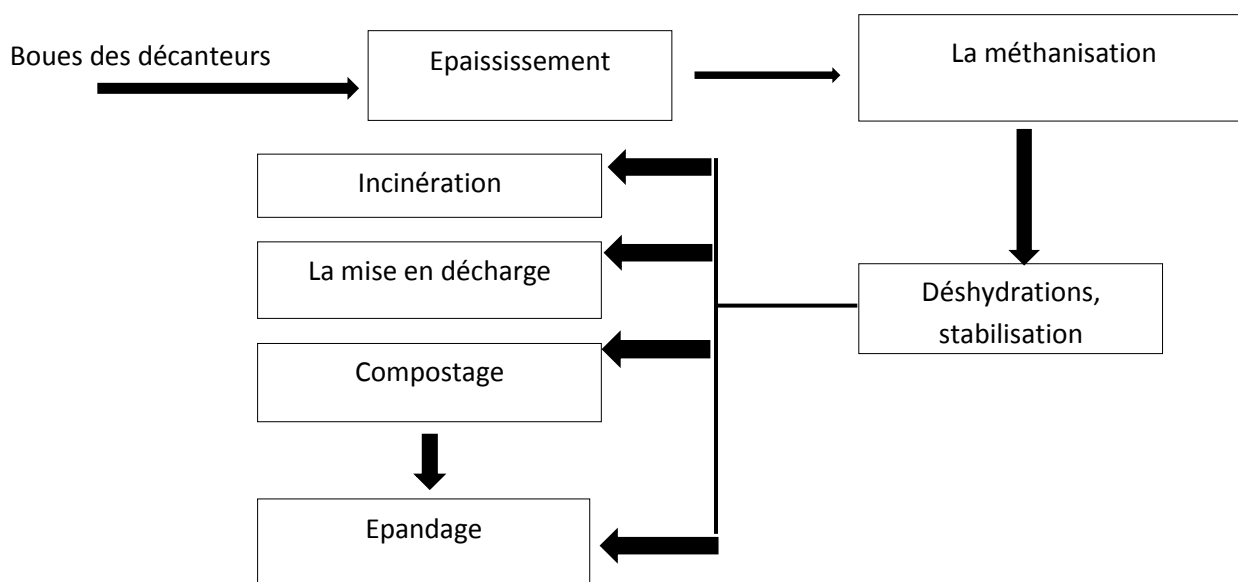 Boues des décanteurs
Epaississement
La méthanisation
Incinération
La mise en décharge
Déshydrations,
stabilisation
Compostage
Epandage